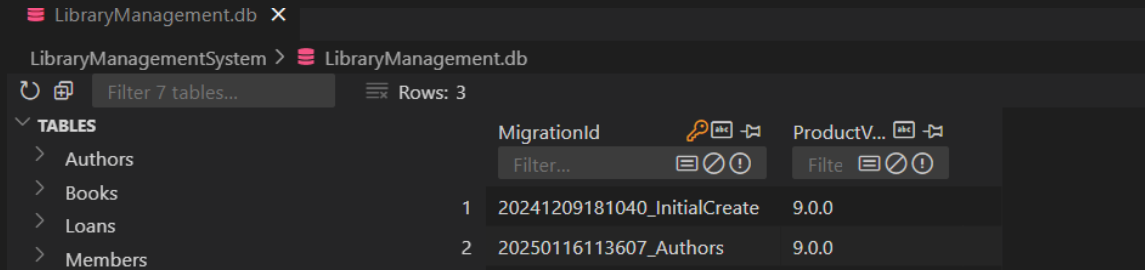 LibraryManagement.db
LibraryManagementSystem > LibraryManagement.db
Filter 7 tables... Rows: 3
TABLES
Authors
Books
Loans
Members
MigrationId ProductV...
Filter... Filte
1 20241209181040_InitialCreate 9.0.0
2 20250116113607_Authors 9.0.0